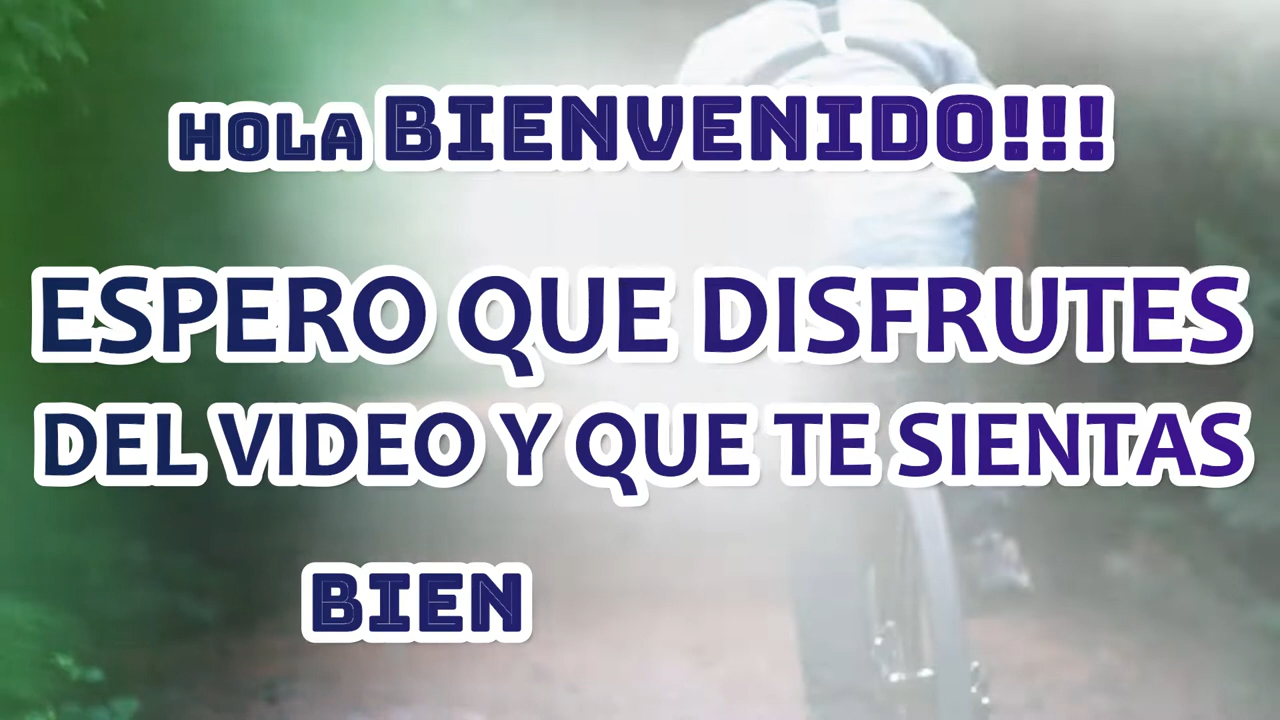 HOLA BIENVENIDO!!!
ESPERO QUE DISFRUTES
DEL VIDEO Y QUE TE SIENTAS
BIEN